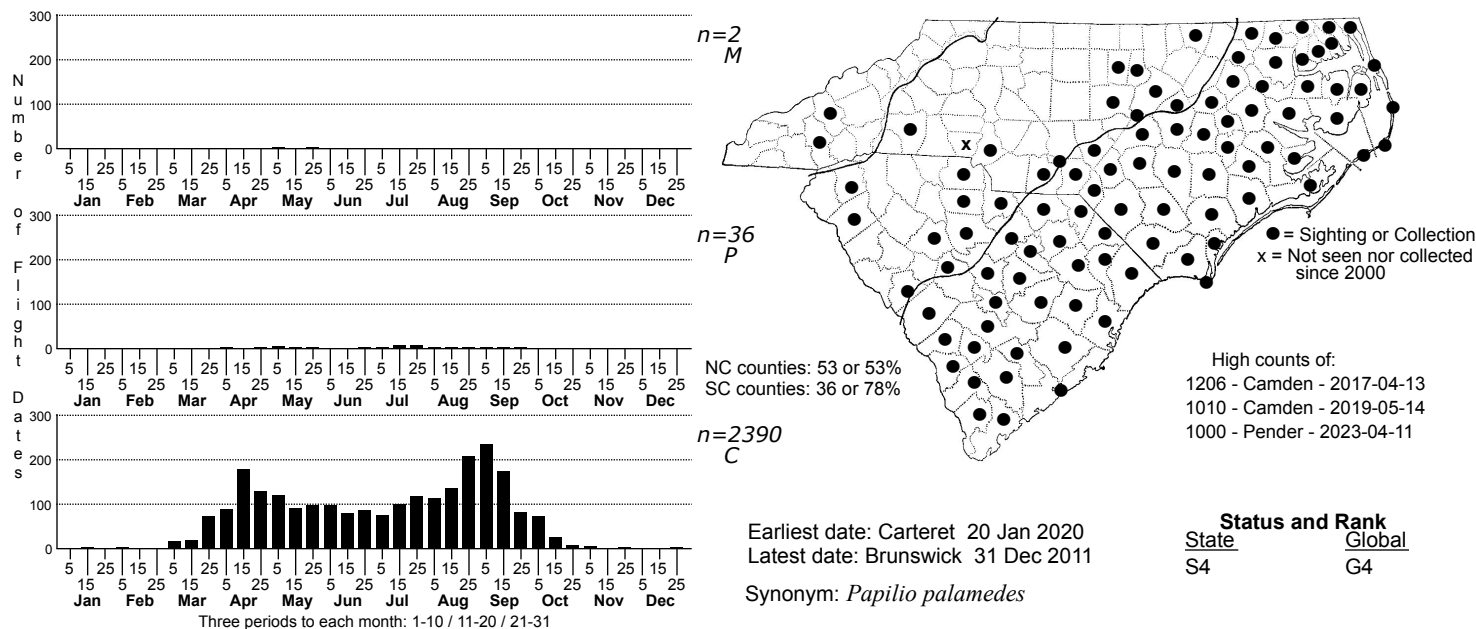 300
200
100
0
5 25 15 5 25 15 5 25 15 5 25 15 5 25 15 5 25 15
15 5 25 15 5 25 15 5 25 15 5 25 15 5 25 15 5 25
Jan Feb Mar Apr May Jun Jul Aug Sep Oct Nov Dec
n=2
M
300
200
100
0
5 25 15 5 25 15 5 25 15 5 25 15 5 25 15 5 25 15
15 5 25 15 5 25 15 5 25 15 5 25 15 5 25 15 5 25
Jan Feb Mar Apr May Jun Jul Aug Sep Oct Nov Dec
n=36
P
300
200
100
0
5 25 15 5 25 15 5 25 15 5 25 15 5 25 15 5 25 15
15 5 25 15 5 25 15 5 25 15 5 25 15 5 25 15 5 25
Jan Feb Mar Apr May Jun Jul Aug Sep Oct Nov Dec
n=2390
C
Three periods to each month: 1-10 / 11-20 / 21-31
Number of Flight Dates
x
= Sighting or Collection
x = Not seen nor collected
since 2000
NC counties: 53 or 53%
SC counties: 36 or 78%
High counts of:
1206 - Camden - 2017-04-13
1010 - Camden - 2019-05-14
1000 - Pender - 2023-04-11
Earliest date: Carteret 20 Jan 2020
Latest date: Brunswick 31 Dec 2011
Synonym: Papilio palamedes
Status and Rank
State Global
S4 G4